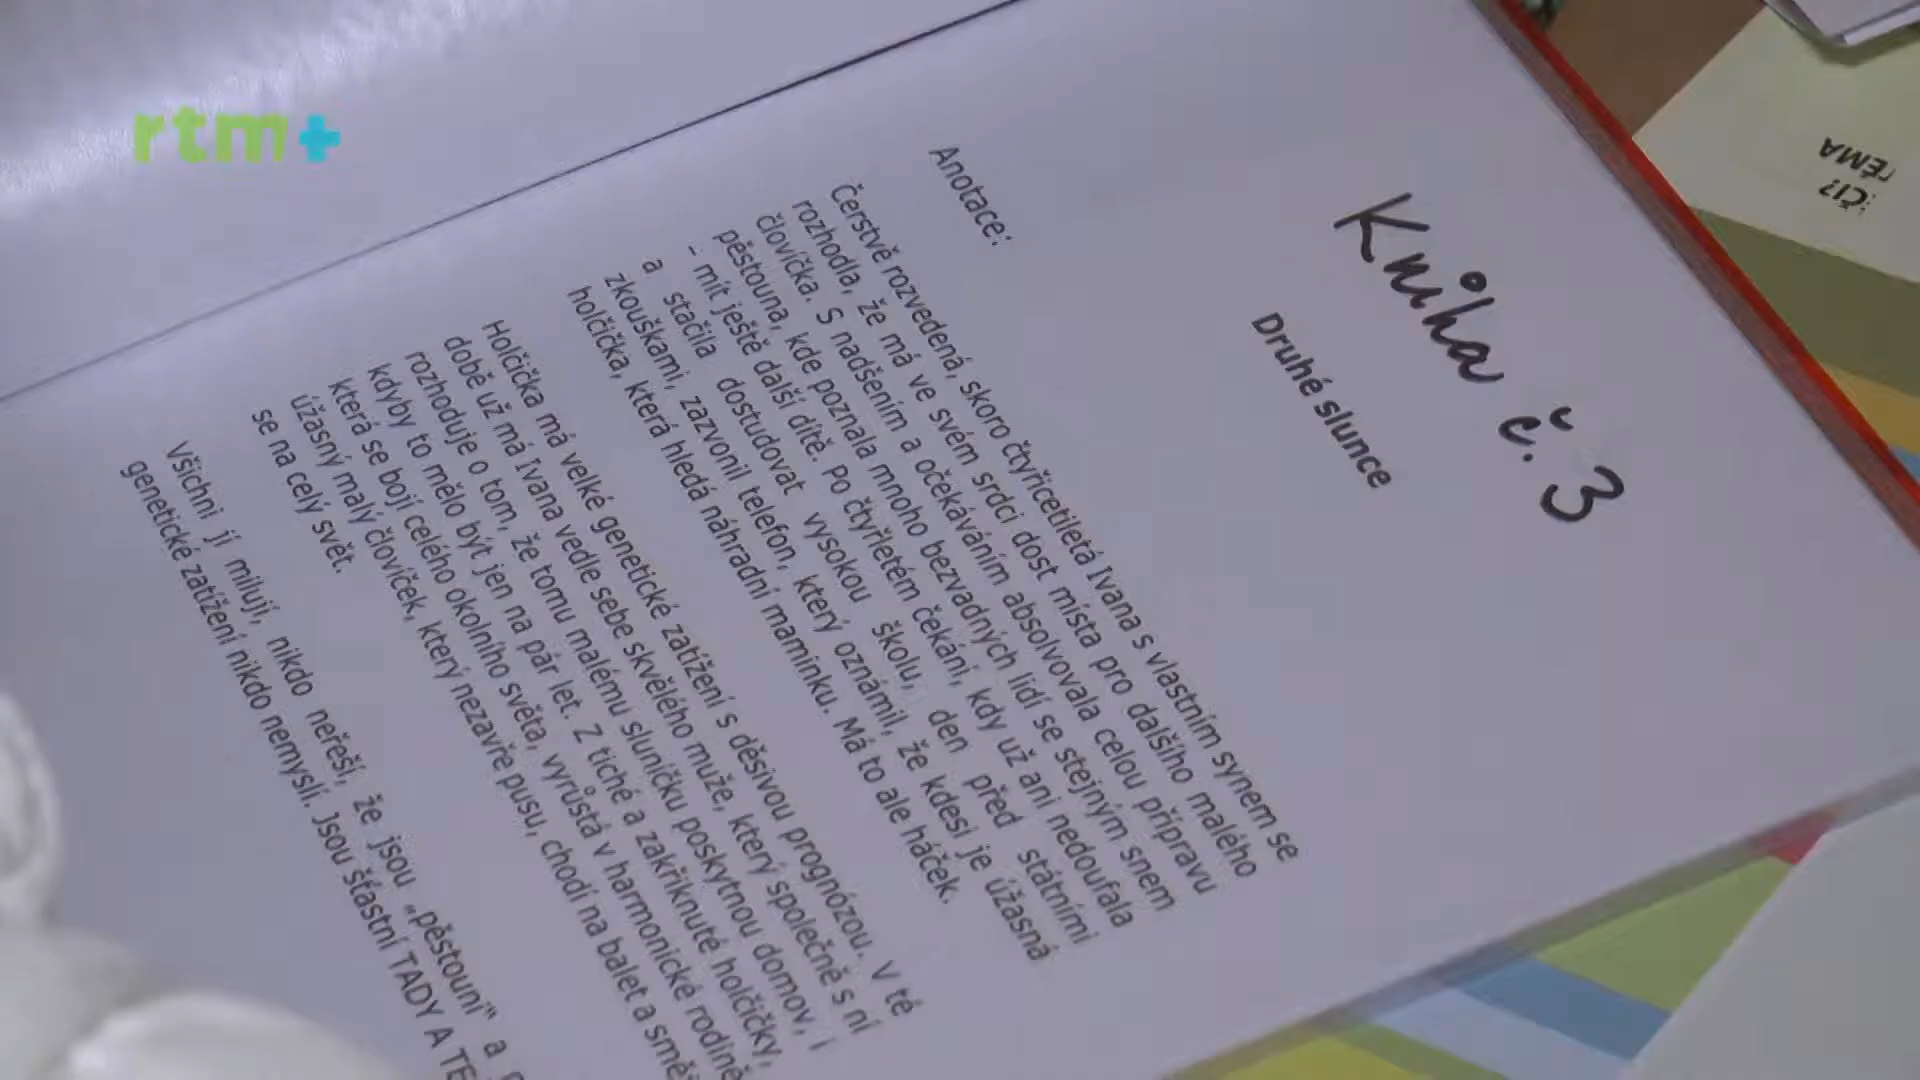 rtm+
Kniha č. 3
Druhé slunce
Anotace:
Čerstvě rozvedená, skoro čtyřicetiletá Ivana s vlastním synem se
rozhodla, že má ve svém srdci dost místa pro dalšího malého
človíčka. S nadšením a očekáváním absolvovala celou přípravu
pěstouna, kde poznala mnoho bezvadných lidí se stejným snem
– mít ještě další dítě. Po čtyřletém čekání, kdy už ani nedoufala
a stačila dostudovat vysokou školu, den před státními
zkouškami, zazvonil telefon, který oznámil, že kdesi je úžasná
holčička, která hledá náhradní maminku. Má to ale háček.
Holčička má velké genetické zatížení s děsivou prognózou. V té
době už má Ivana vedle sebe skvělého muže, který společně s ní
rozhoduje o tom, že tomu malému sluníčku poskytnou domov, i
kdyby to mělo být jen na pár let. Z tiché a zakřiknuté holčičky,
která se bojí celého okolního světa, vyrůstá v harmonické rodině
úžasný malý človíček, který nezavře pusu, chodí na balet a směj
se na celý svět.
Všichni jí milují, nikdo neřeší, že jsou „pěstouni“ a
genetické zatížení nikdo nemyslí. Jsou šťastní TADY A TE